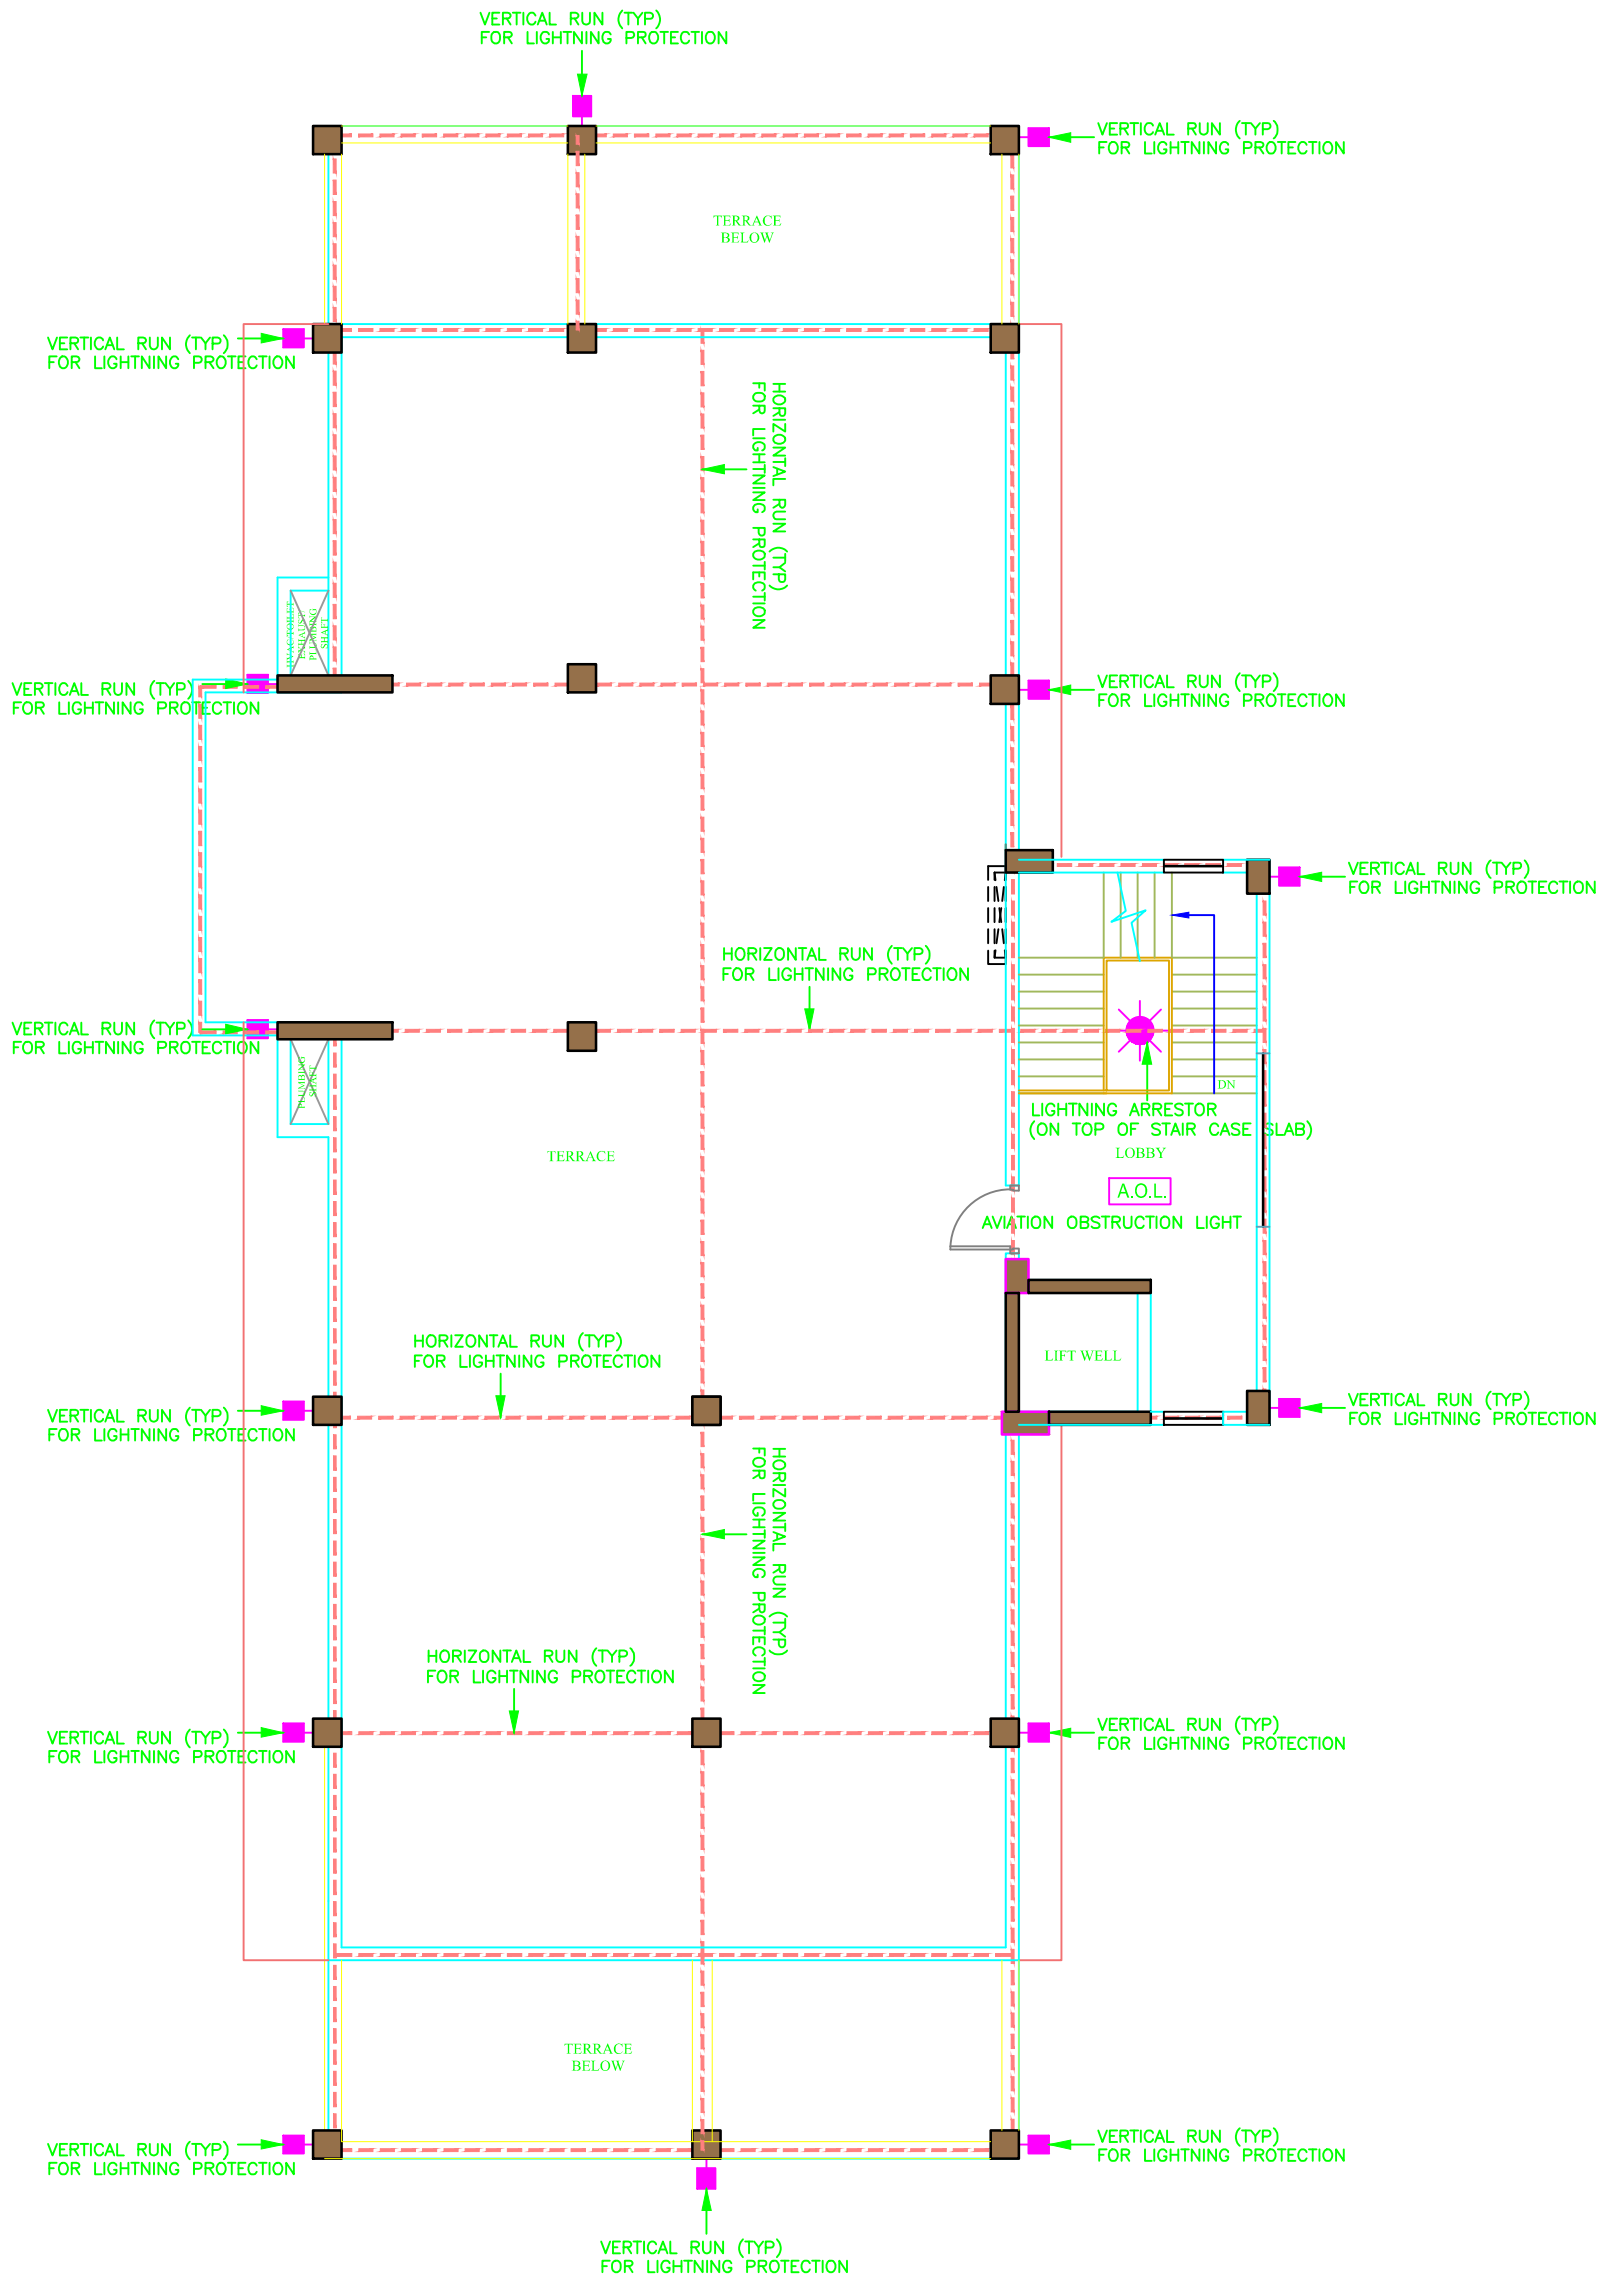 VERTICAL RUN (TYP)
FOR LIGHTNING PROTECTION
VERTICAL RUN (TYP)
FOR LIGHTNING PROTECTION
TERRACE
BELOW
VERTICAL RUN (TYP)
FOR LIGHTNING PROTECTION
HORIZONTAL RUN (TYP)
FOR LIGHTNING PROTECTION
HVAC/TOILET
EXHAUST
PLUMBING
SHAFT
VERTICAL RUN (TYP)
FOR LIGHTNING PROTECTION
VERTICAL RUN (TYP)
FOR LIGHTNING PROTECTION
VERTICAL RUN (TYP)
FOR LIGHTNING PROTECTION
HORIZONTAL RUN (TYP)
FOR LIGHTNING PROTECTION
VERTICAL RUN (TYP)
FOR LIGHTNING PROTECTION
PLUMBING
SHAFT
DN
LIGHTNING ARRESTOR
(ON TOP OF STAIR CASE SLAB)
LOBBY
TERRACE
A.O.L.
AVIATION OBSTRUCTION LIGHT
HORIZONTAL RUN (TYP)
FOR LIGHTNING PROTECTION
LIFT WELL
VERTICAL RUN (TYP)
FOR LIGHTNING PROTECTION
VERTICAL RUN (TYP)
FOR LIGHTNING PROTECTION
HORIZONTAL RUN (TYP)
FOR LIGHTNING PROTECTION
HORIZONTAL RUN (TYP)
FOR LIGHTNING PROTECTION
VERTICAL RUN (TYP)
FOR LIGHTNING PROTECTION
VERTICAL RUN (TYP)
FOR LIGHTNING PROTECTION
TERRACE
BELOW
VERTICAL RUN (TYP)
FOR LIGHTNING PROTECTION
VERTICAL RUN (TYP)
FOR LIGHTNING PROTECTION
VERTICAL RUN (TYP)
FOR LIGHTNING PROTECTION